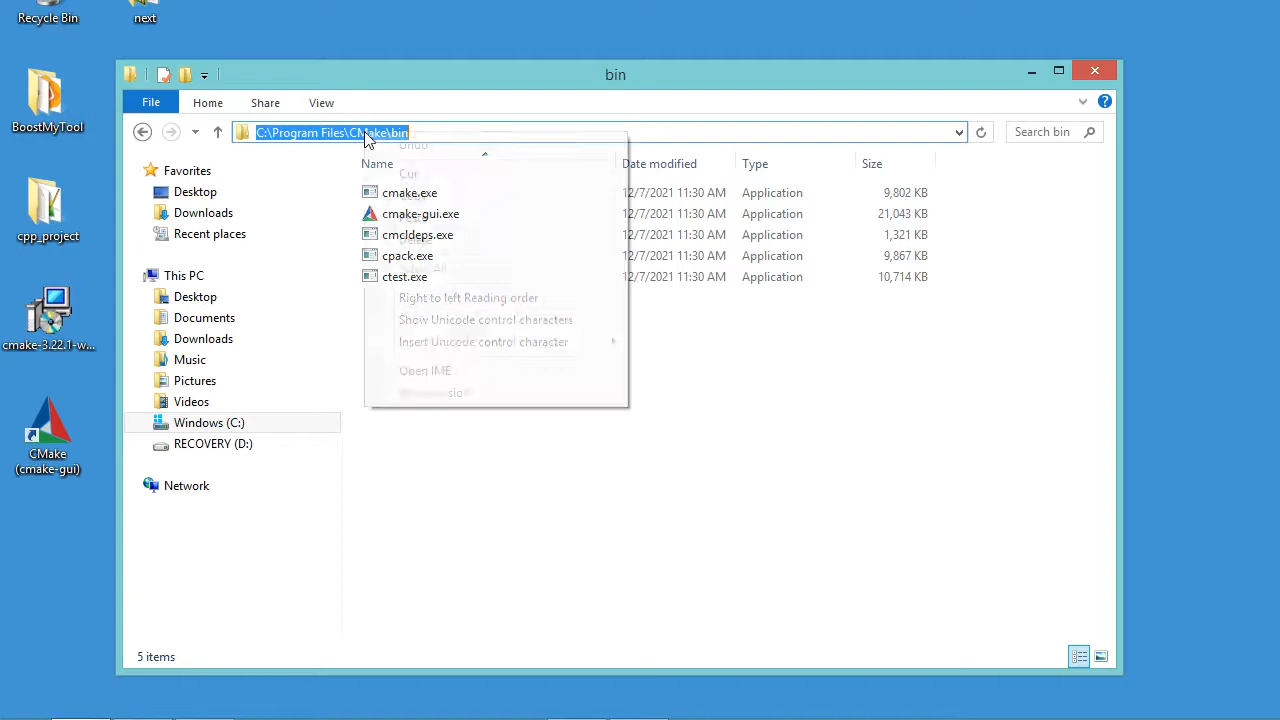 Recycle Bin
next
bin
File
Home
Share
View
C:\Program Files\CMake\bin
Search bin
BoostMyTool
cpp_project
cmake-3.22.1-w...
CMake
(cmake-gui)
Favorites
Desktop
Downloads
Recent places
This PC
Desktop
Documents
Downloads
Music
Pictures
Videos
Windows (C:)
RECOVERY (D:)
Network
Name
Date modified
Type
Size
cmake.exe
12/7/2021 11:30 AM
Application
9,802 KB
cmake-gui.exe
12/7/2021 11:30 AM
Application
21,043 KB
cmcldeps.exe
12/7/2021 11:30 AM
Application
1,321 KB
cpack.exe
12/7/2021 11:30 AM
Application
9,867 KB
ctest.exe
12/7/2021 11:30 AM
Application
10,714 KB
Undo
Cut
Delete
Right to left Reading order
Show Unicode control characters
Insert Unicode control character
Open IME
5 items